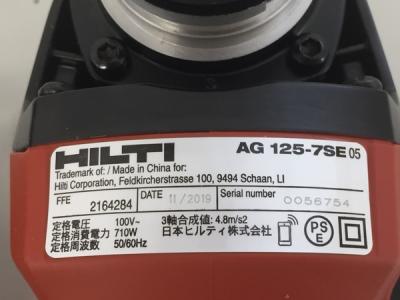 HILTI
AG 125-7SE 05
Trademark of: / Made in China for:
Hilti Corporation, Feldkircherstrasse 100, 9494 Schaan, LI
FFE 2164284 DATE 11/2019 Serial number 0056754
定格電圧 100V~ 3軸合成値: 4.8m/s2
定格消費電力 710W 日本ヒルティ株式会社
定格周波数 50/60Hz
PS
E